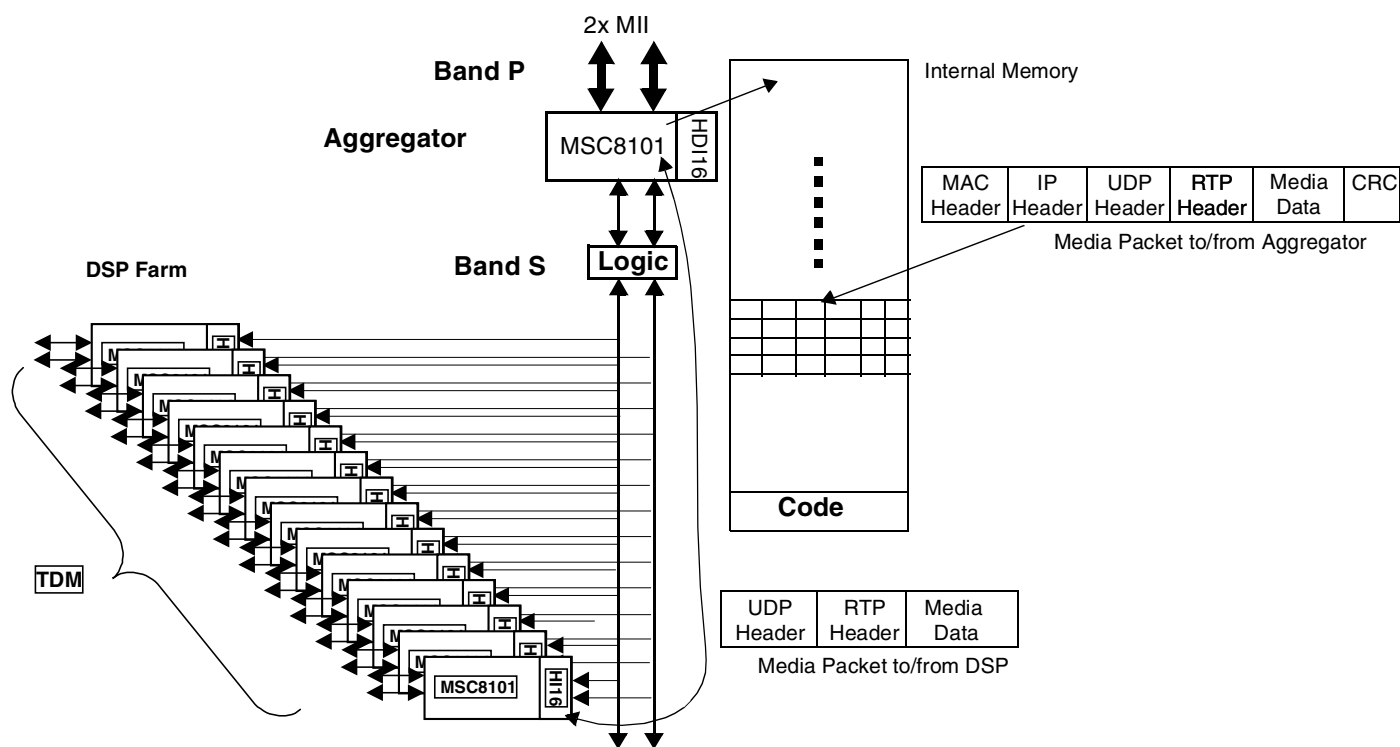 2x MII
Band P
Internal Memory
Aggregator
MSC8101
HDI16
MAC Header
IP Header
UDP Header
RTP Header
Media Data
CRC
Media Packet to/from Aggregator
Band S
Logic
DSP Farm
Code
TDM
UDP Header
RTP Header
Media Data
Media Packet to/from DSP
MSC8101
HI16